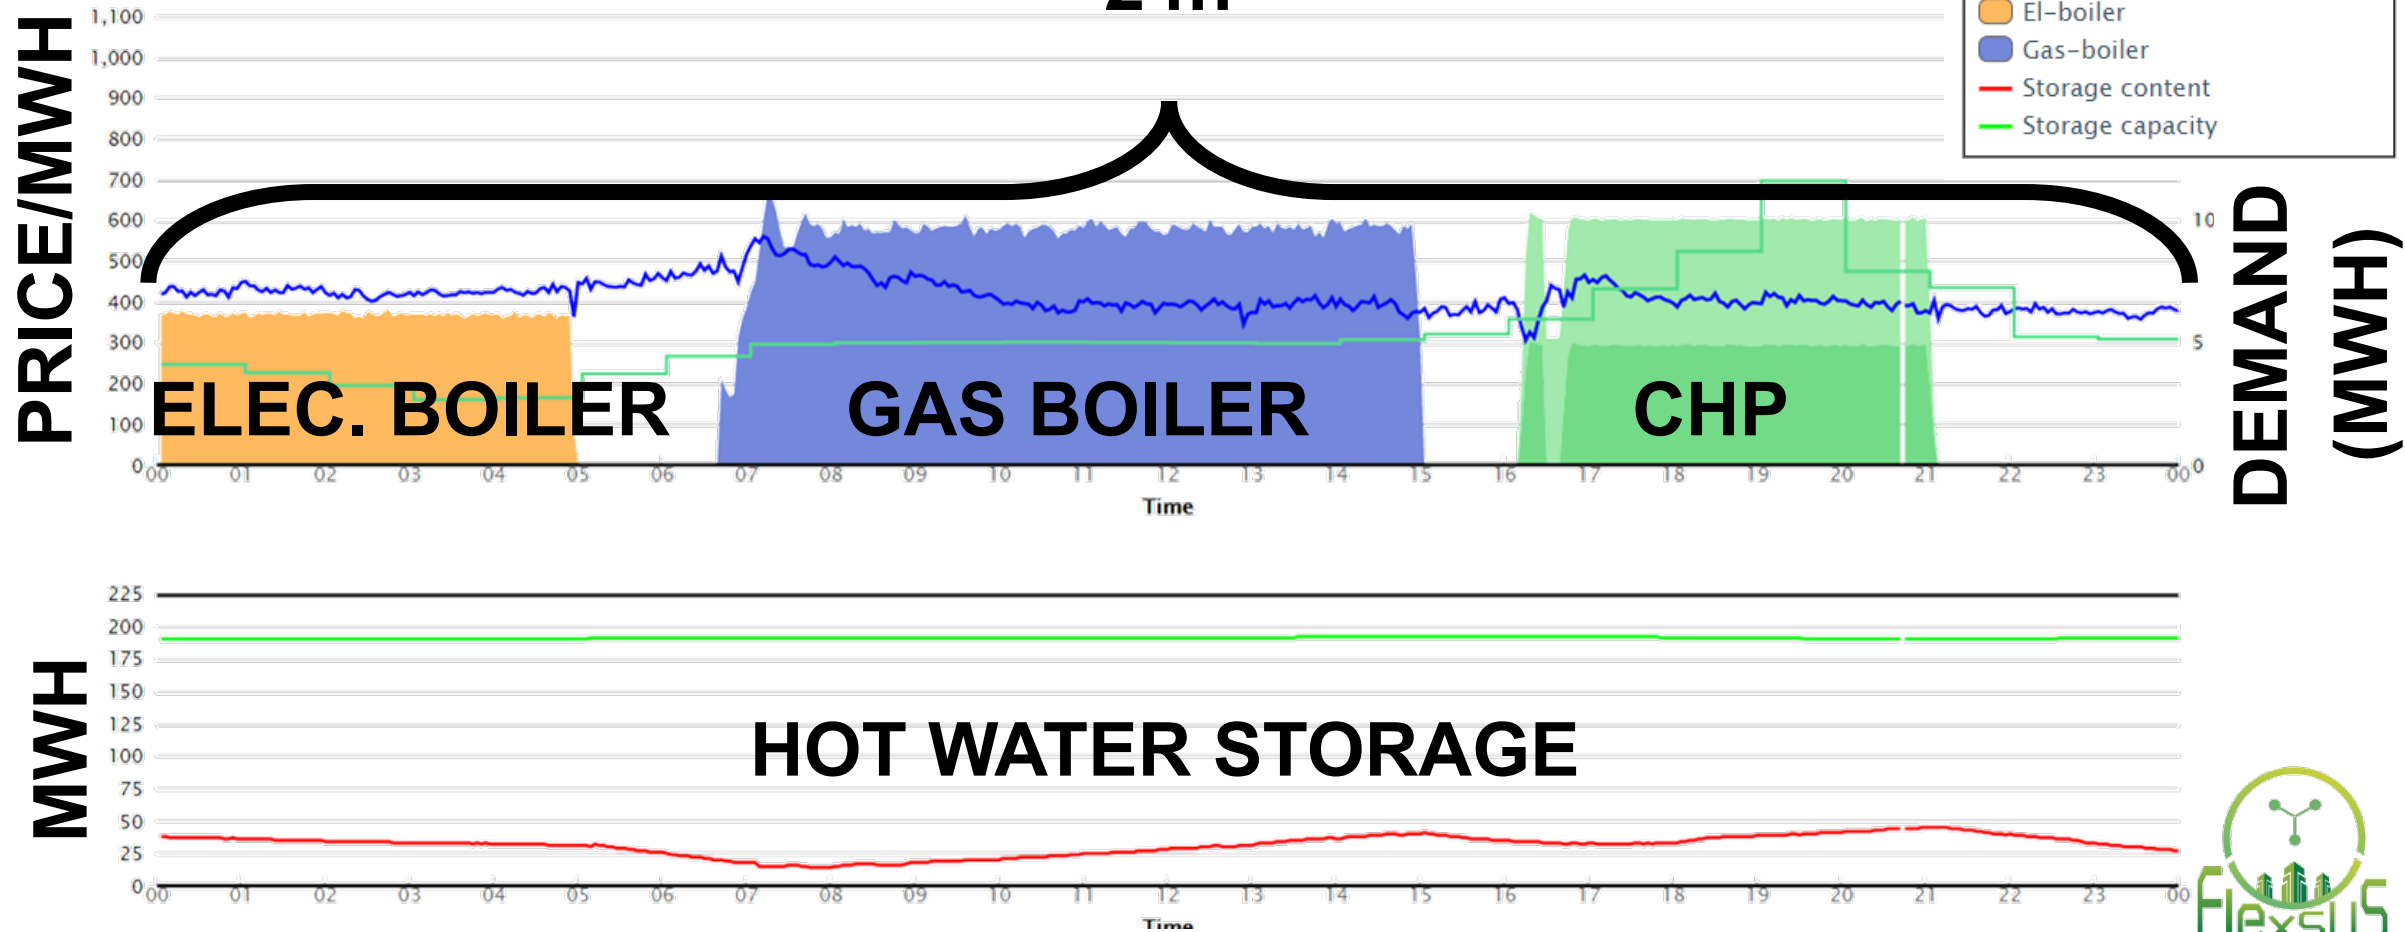 PRICE/MWH
1,100
1,000
900
800
700
600
500
400
300
200
100
0
El-boiler
Gas-boiler
Storage content
Storage capacity
10
5
0
DEMAND
(MWH)
ELEC. BOILER
GAS BOILER
CHP
00 01 02 03 04 05 06 07 08 09 10 11 12 13 14 15 16 17 18 19 20 21 22 23 00
Time
MWH
225
200
175
150
125
100
75
50
25
0
HOT WATER STORAGE
00 01 02 03 04 05 06 07 08 09 10 11 12 13 14 15 16 17 18 19 20 21 22 23 00
Time
FlexSUS